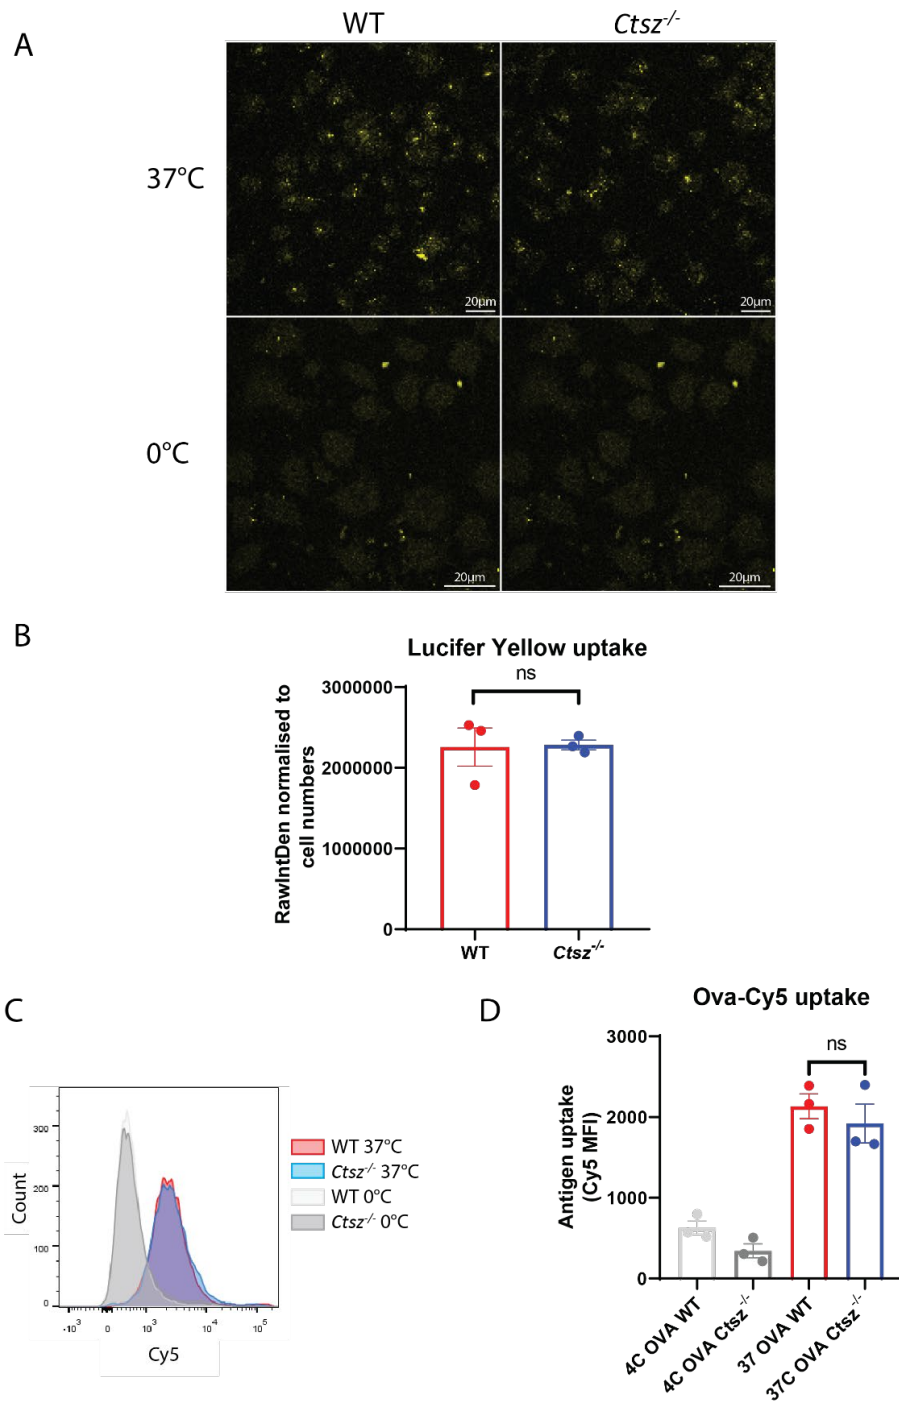 A
WT
Ctsz-/-
37°C
20µm
20µm
0°C
20µm
20µm
B
Lucifer Yellow uptake
ns
RawIntDen normalised to
cell numbers
3000000
2000000
1000000
0
WT
Ctsz-/-
C
Count
300
200
100
0
-10³
0
10³
10⁴
10⁵
Cy5
WT 37°C
Ctsz-/- 37°C
WT 0°C
Ctsz-/- 0°C
D
Ova-Cy5 uptake
ns
Antigen uptake
(Cy5 MFI)
3000
2000
1000
0
4C OVA WT
4C OVA Ctsz-/-
37 OVA WT
37C OVA Ctsz-/-